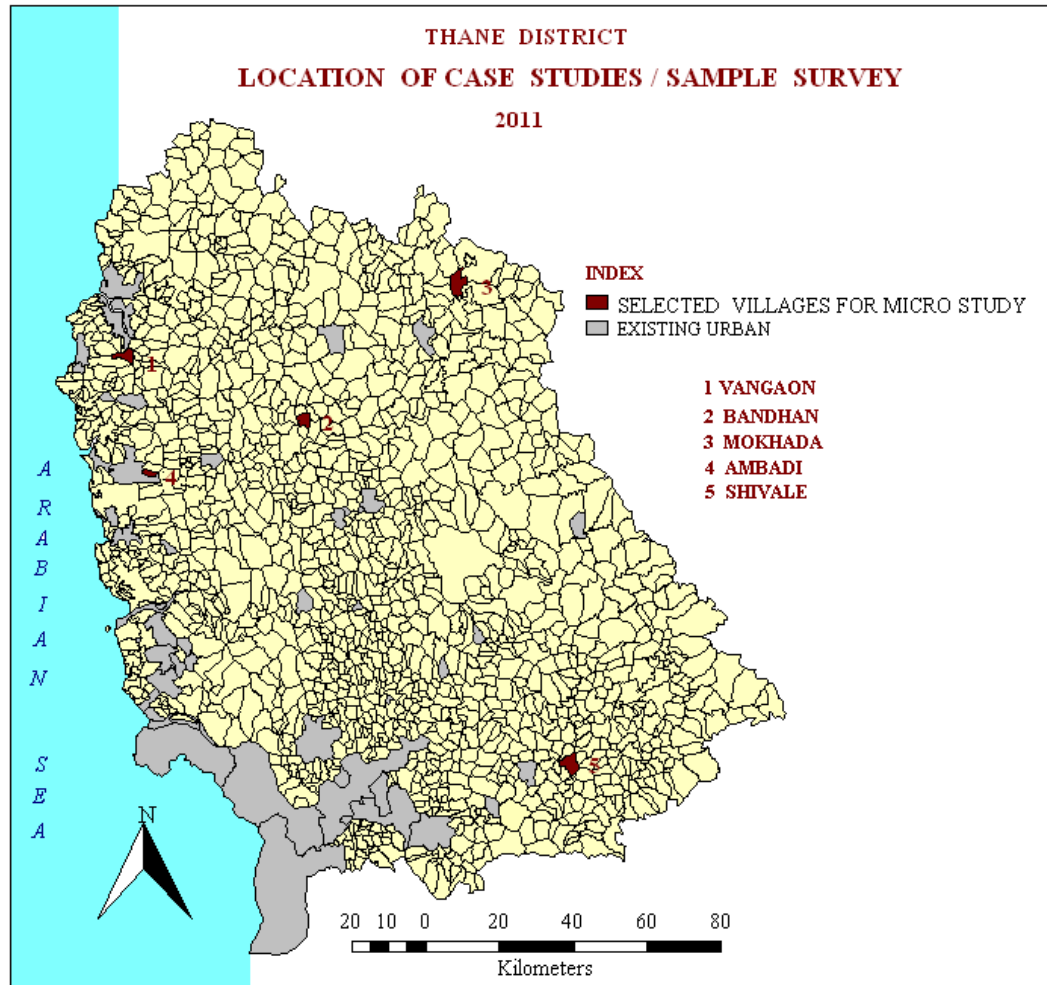 THANE DISTRICT
LOCATION OF CASE STUDIES / SAMPLE SURVEY
2011
3
INDEX
SELECTED VILLAGES FOR MICRO STUDY
EXISTING URBAN
1
1 VANGAON
2 BANDHAN
3 MOKHADA
4 AMBADI
5 SHIVALE
2
4
ARABIAN SEA
5
N
20 10 0 20 40 60 80
Kilometers